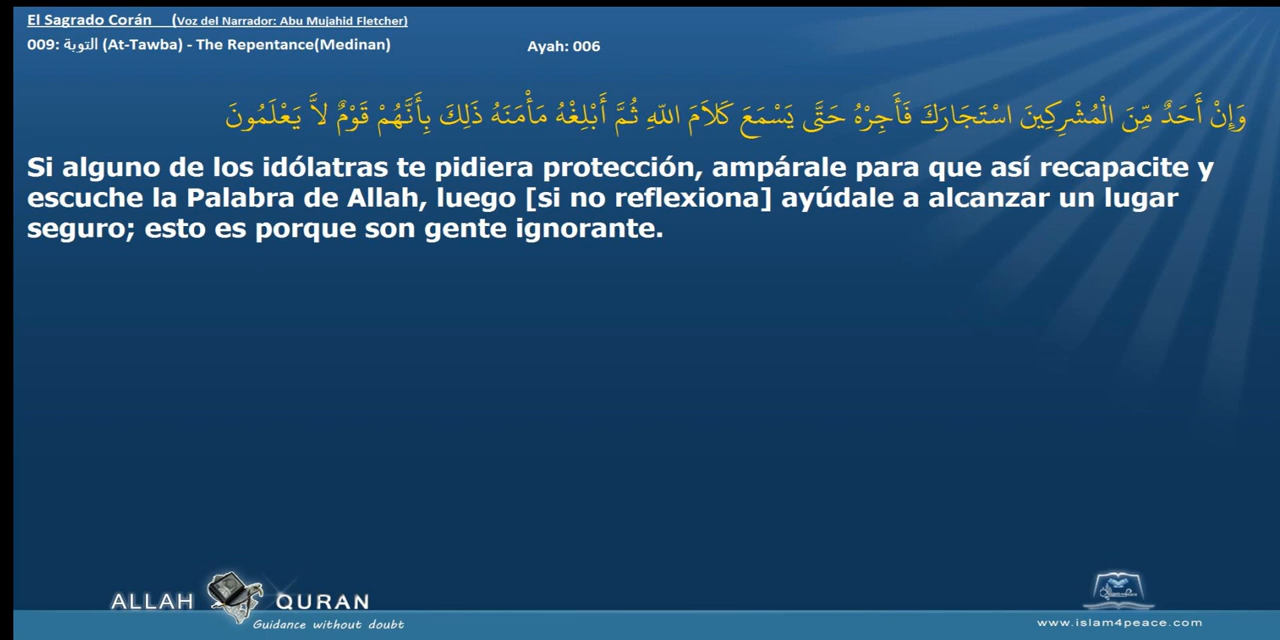 El Sagrado Corán (Voz del Narrador: Abu Mujahid Fletcher)
009: التوبة (At-Tawba) - The Repentance(Medinan) Ayah: 006
وَإِنْ أَحَدٌ مِّنَ الْمُشْرِكِينَ اسْتَجَارَكَ فَأَجِرْهُ حَتَّى يَسْمَعَ كَلاَمَ اللّهِ ثُمَّ أَبْلِغْهُ مَأْمَنَهُ ذَلِكَ بِأَنَّهُمْ قَوْمٌ لاَّ يَعْلَمُونَ
Si alguno de los idólatras te pidiera protección, ampárale para que así recapacite y
escuche la Palabra de Allah, luego [si no reflexiona] ayúdale a alcanzar un lugar
seguro; esto es porque son gente ignorante.
ALLAH QURAN
Guidance without doubt
www.islam4peace.com